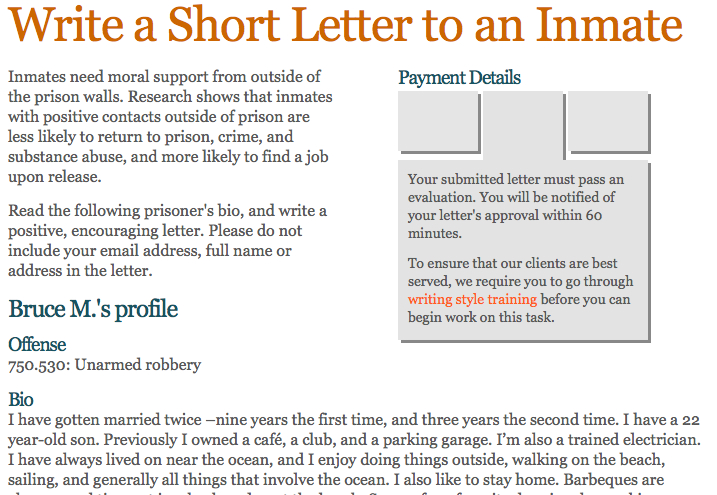 Write a Short Letter to an Inmate
Inmates need moral support from outside of
the prison walls. Research shows that inmates
with positive contacts outside of prison are
less likely to return to prison, crime, and
substance abuse, and more likely to find a job
upon release.
Read the following prisoner's bio, and write a
positive, encouraging letter. Please do not
include your email address, full name or
address in the letter.
Payment Details
Your submitted letter must pass an
evaluation. You will be notified of
your letter's approval within 60
minutes.
To ensure that our clients are best
served, we require you to go through
writing style training before you can
begin work on this task.
Bruce M.'s profile
Offense
750.530: Unarmed robbery
Bio
I have gotten married twice –nine years the first time, and three years the second time. I have a 22
year-old son. Previously I owned a café, a club, and a parking garage. I'm also a trained electrician.
I have always lived on near the ocean, and I enjoy doing things outside, walking on the beach,
sailing, and generally all things that involve the ocean. I also like to stay home. Barbeques are